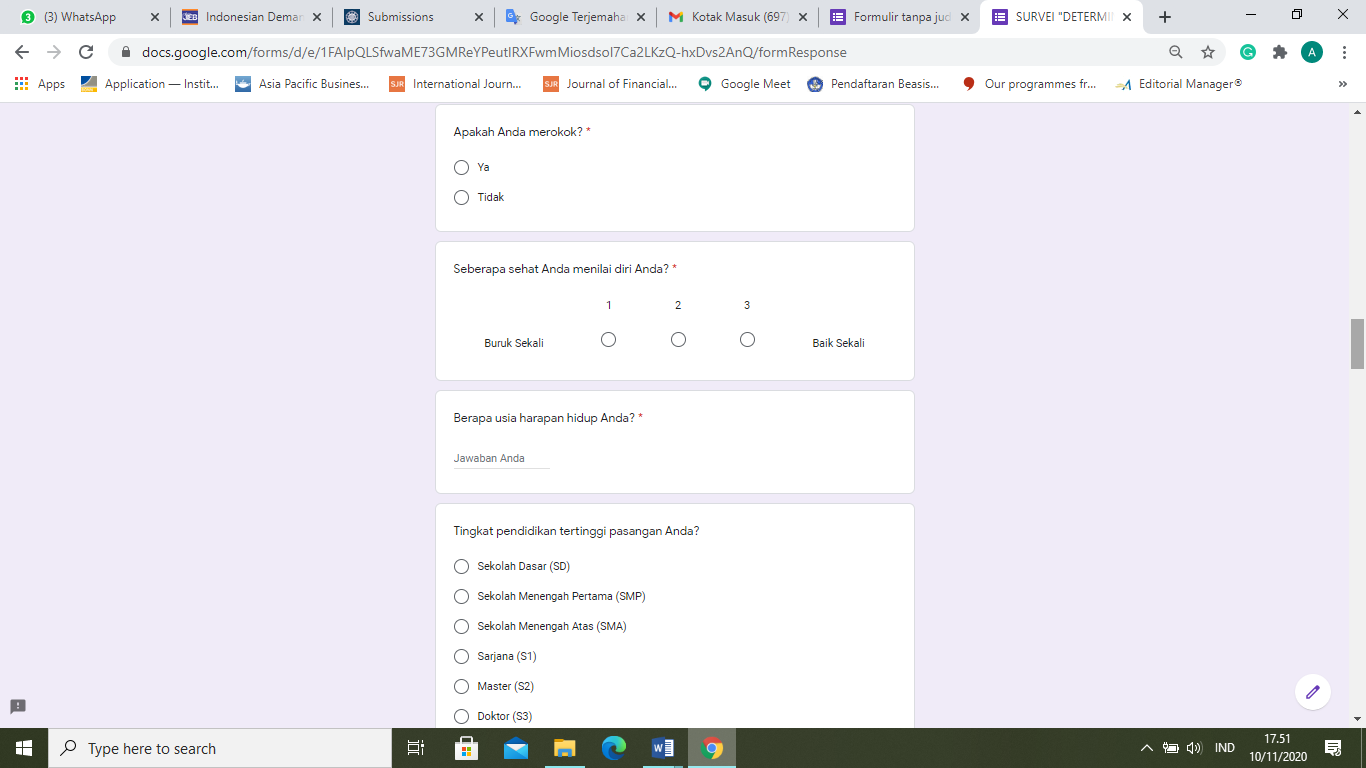 (3) WhatsApp
Indonesian Deman
Submissions
Google Terjemaha
Kotak Masuk (697)
Formulir tanpa jud
SURVEI "DETERMI
docs.google.com/forms/d/e/1FAIpQLSfwaME73GMReYPeutIRXFwmMiosdsoI7Ca2LKzQ-hxDvs2AnQ/formResponse
Apps
Application — Instit...
Asia Pacific Busines...
International Journ...
Journal of Financial...
Google Meet
Pendaftaran Beasis...
Our programmes fr...
Editorial Manager®
Apakah Anda merokok? *
Ya
Tidak
Seberapa sehat Anda menilai diri Anda? *
1 2 3
Buruk Sekali Baik Sekali
Berapa usia harapan hidup Anda? *
Jawaban Anda
Tingkat pendidikan tertinggi pasangan Anda?
Sekolah Dasar (SD)
Sekolah Menengah Pertama (SMP)
Sekolah Menengah Atas (SMA)
Sarjana (S1)
Master (S2)
Doktor (S3)
Type here to search
IND
17.51
10/11/2020